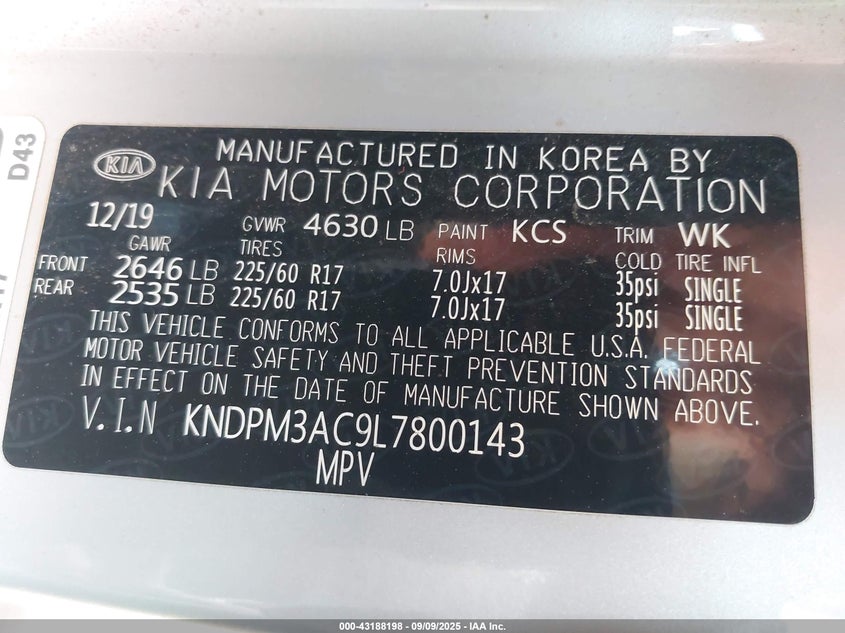 D43
KIA
MANUFACTURED IN KOREA BY
KIA MOTORS CORPORATION
12/19 GVWR 4630 LB PAINT KCS TRIM WK
GAWR TIRES RIMS COLD TIRE INFL
FRONT 2646 LB 225/60 R17 7.0Jx17 35psi SINGLE
REAR 2535 LB 225/60 R17 7.0Jx17 35psi SINGLE
THIS VEHICLE CONFORMS TO ALL APPLICABLE U.S.A. FEDERAL
MOTOR VEHICLE SAFETY AND THEFT PREVENTION STANDARDS
IN EFFECT ON THE DATE OF MANUFACTURE SHOWN ABOVE.
V.I.N KNDPM3AC9L7800143
MPV
000-43188198 - 09/09/2025 - IAA Inc.